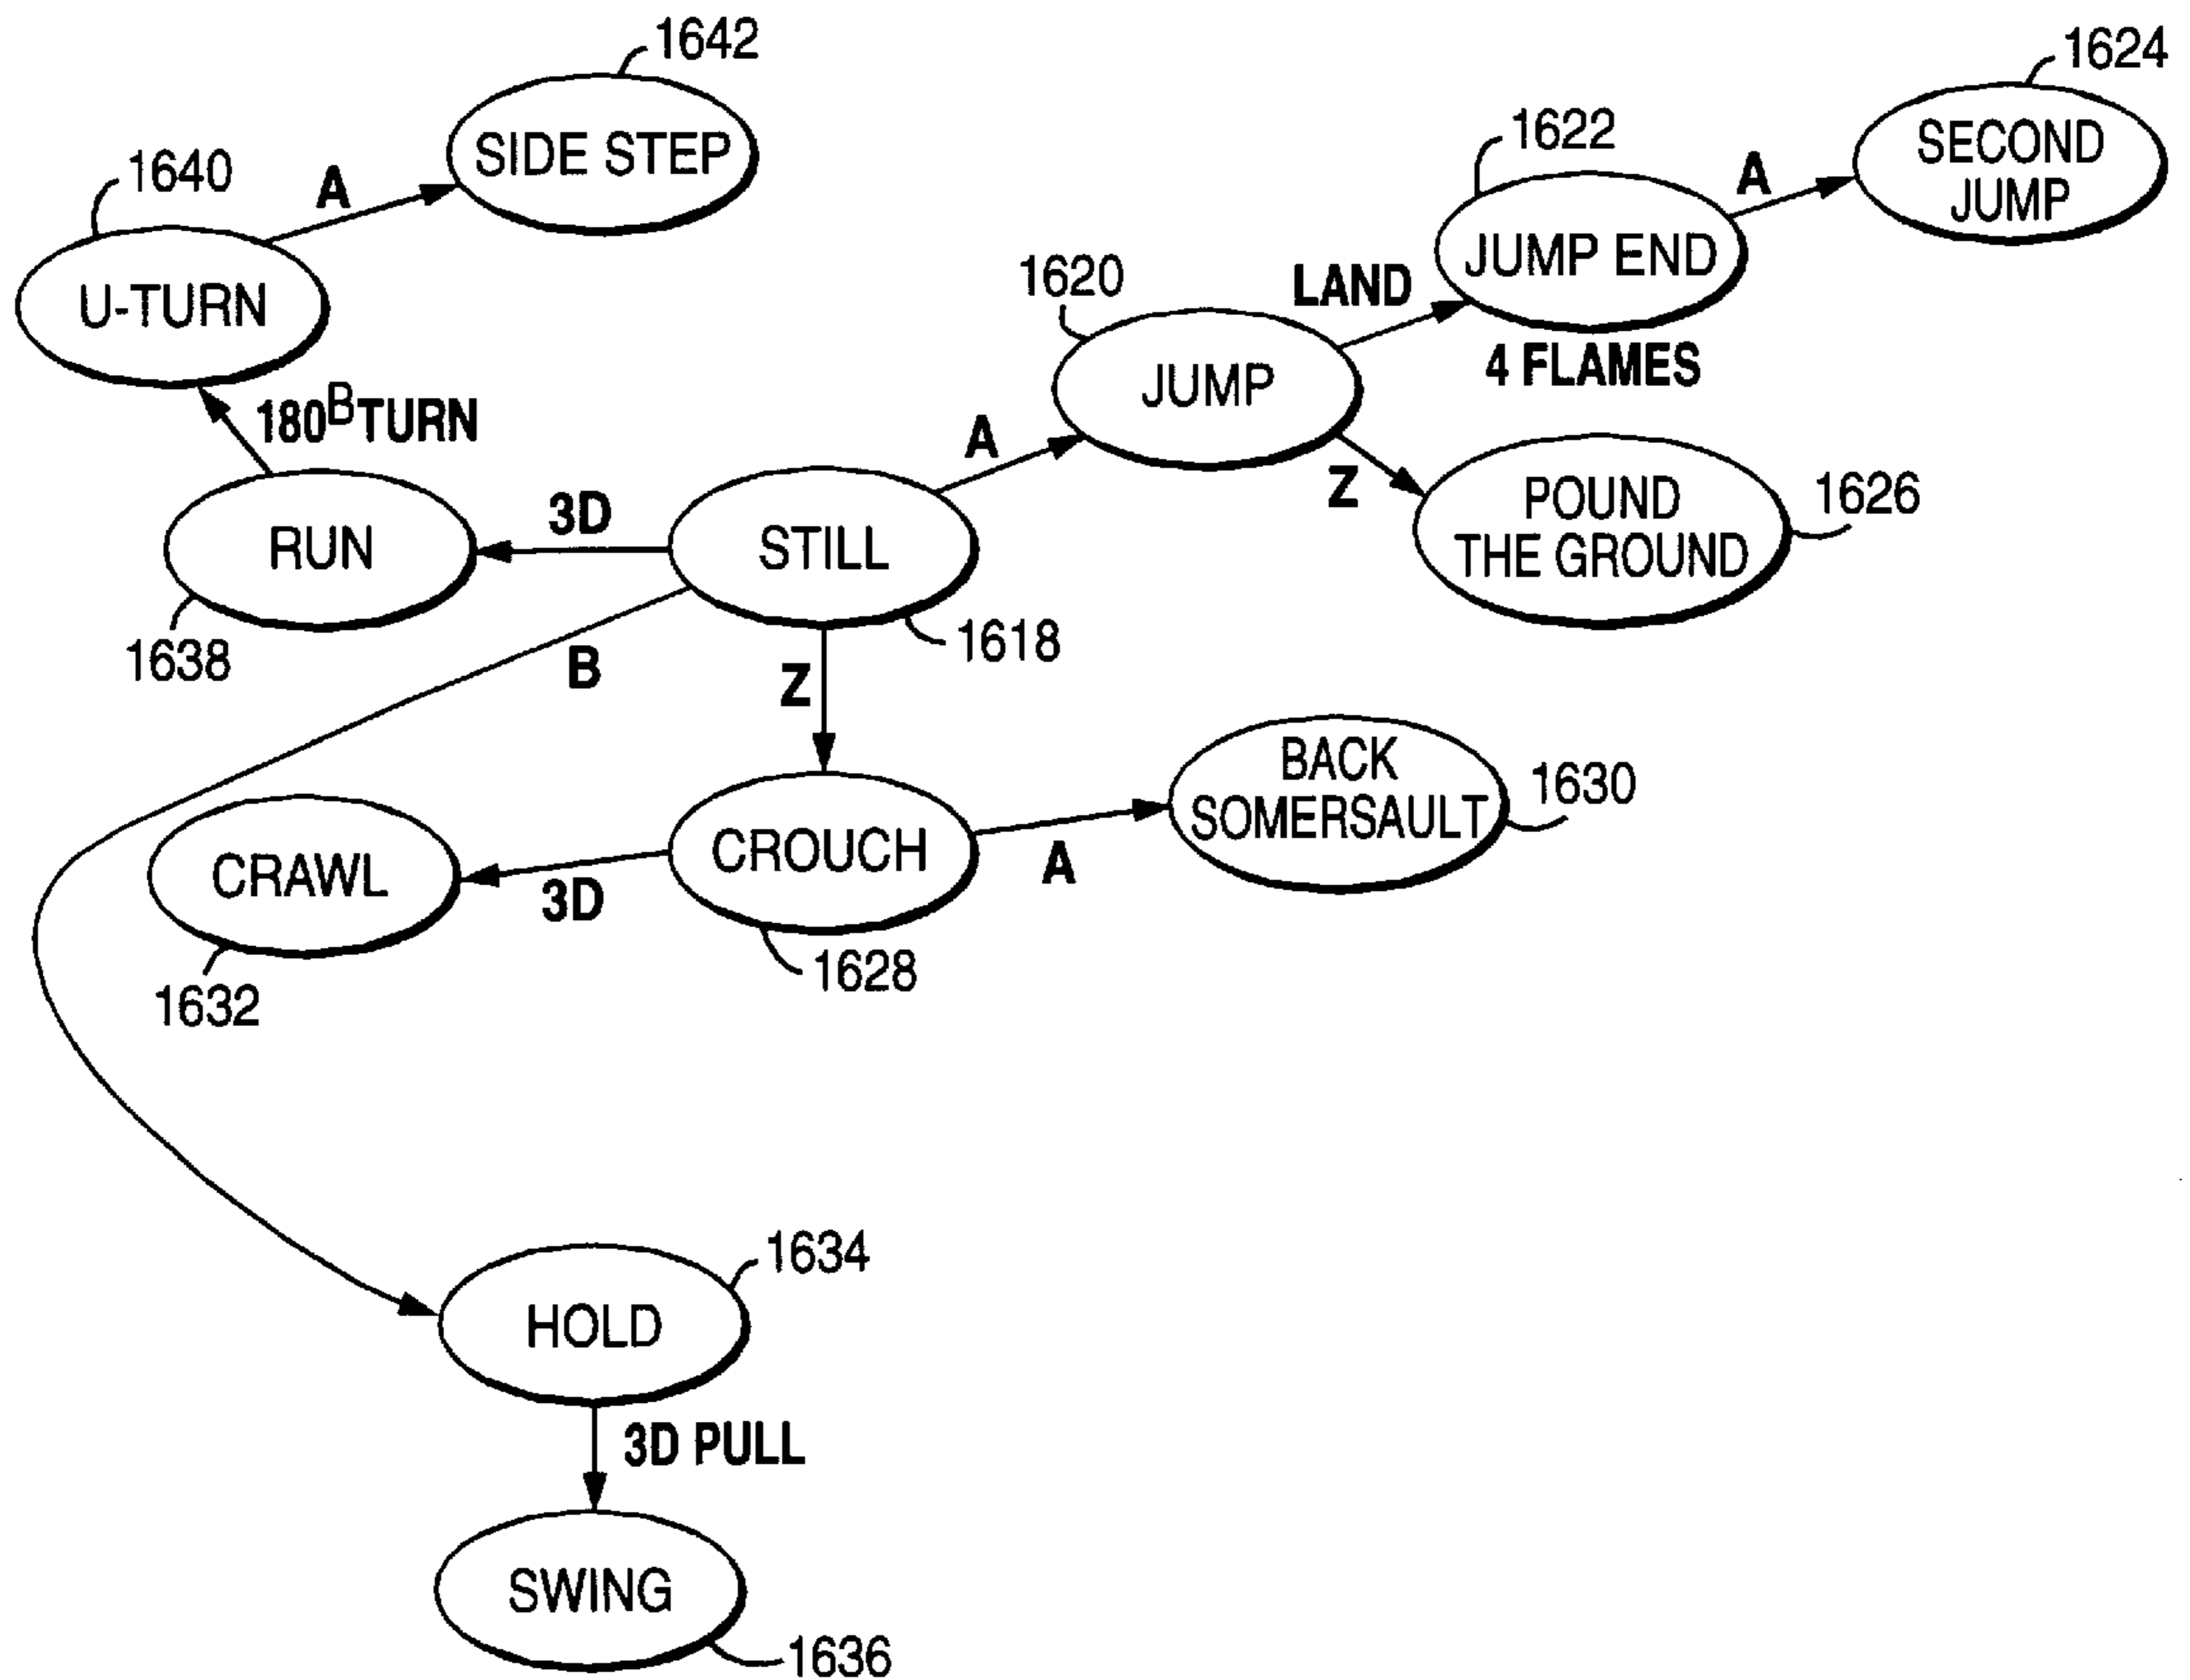 1642
SIDE STEP
1624
SECOND
JUMP
1622
JUMP END
A
1640
A
U-TURN
1620
LAND
4 FLAMES
JUMP
180ᴮTURN
A
Z
POUND
THE GROUND
1626
RUN
3D
STILL
1638
1618
B
Z
BACK
SOMERSAULT
1630
CRAWL
3D
CROUCH
A
1632
1628
1634
HOLD
3D PULL
SWING
1636